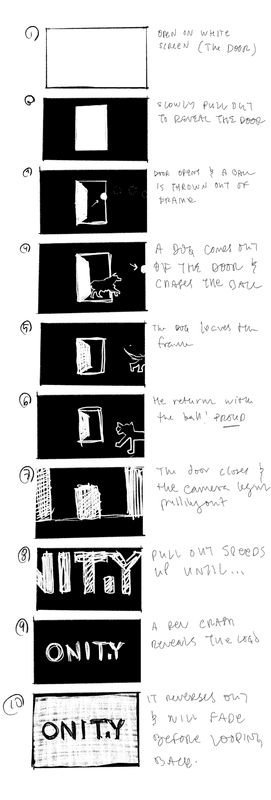 1
OPEN ON WHITE
SCREEN (THE DOOR)
2
SLOWLY PULL OUT
TO REVEAL THE DOOR
3
DOOR OPENS & A BALL
IS THROWN OUT OF
FRAME
4
A DOG COMES OUT
OF THE DOOR &
CHASES THE BALL
5
The DOG leaves the
frame
6
He returns with
the ball! PROUD
7
The door closes &
the camera begins
pulling out
8
NIT.Y
PULL OUT SPEEDS
UP UNTIL...
9
ONIT.Y
A PEN CRAPH
REVEALS THE LOGO
10
ONIT.Y
IT REVERSES OUT
& WILL FADE
BEFORE LOOPING
BACK.